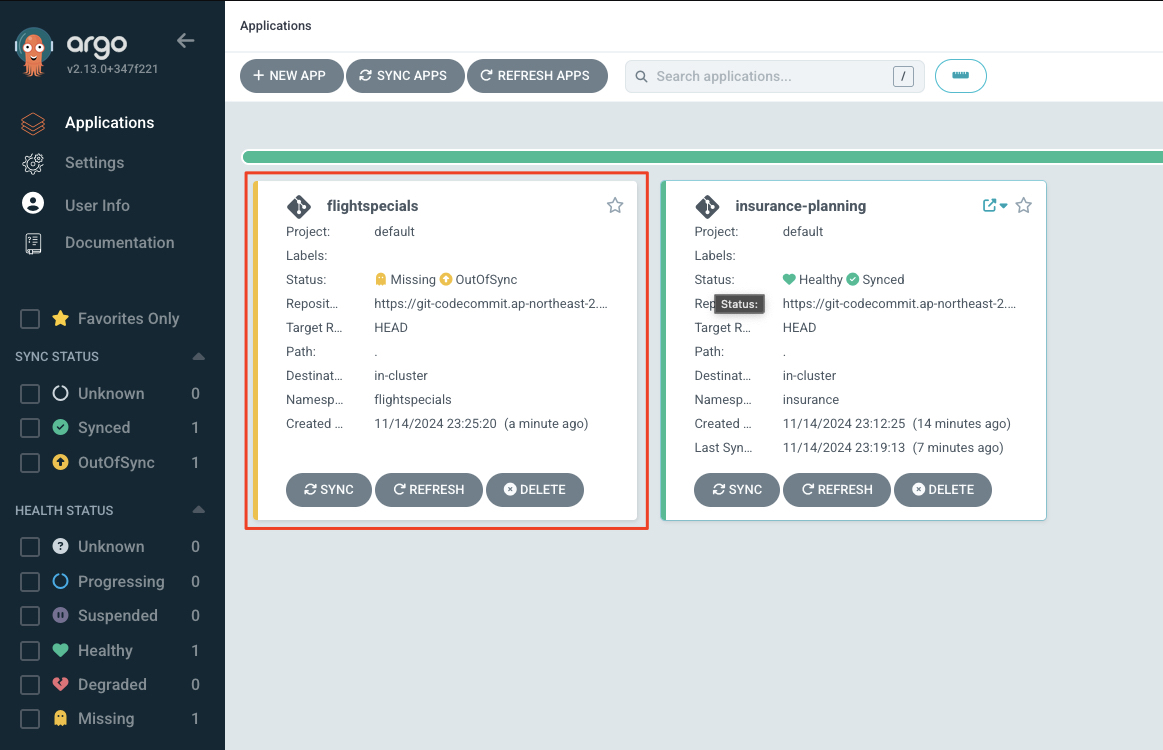 argo
v2.13.0+347f221
Applications
Settings
User Info
Documentation
Favorites Only
SYNC STATUS
Unknown 0
Synced 1
OutOfSync 1
HEALTH STATUS
Unknown 0
Progressing 0
Suspended 0
Healthy 1
Degraded 0
Missing 1
Applications
+ NEW APP SYNC APPS REFRESH APPS Search applications... /
flightspecials
Project: default
Labels:
Status: Missing OutOfSync
Reposit... https://git-codecommit.ap-northeast-2....
Target R... HEAD
Path: .
Destinat... in-cluster
Namesp... flightspecials
Created ... 11/14/2024 23:25:20 (a minute ago)
SYNC REFRESH DELETE
insurance-planning
Project: default
Labels:
Status: Healthy Synced
Rep Status: https://git-codecommit.ap-northeast-2....
Target R... HEAD
Path: .
Destinat... in-cluster
Namesp... insurance
Created ... 11/14/2024 23:12:25 (14 minutes ago)
Last Syn... 11/14/2024 23:19:13 (7 minutes ago)
SYNC REFRESH DELETE